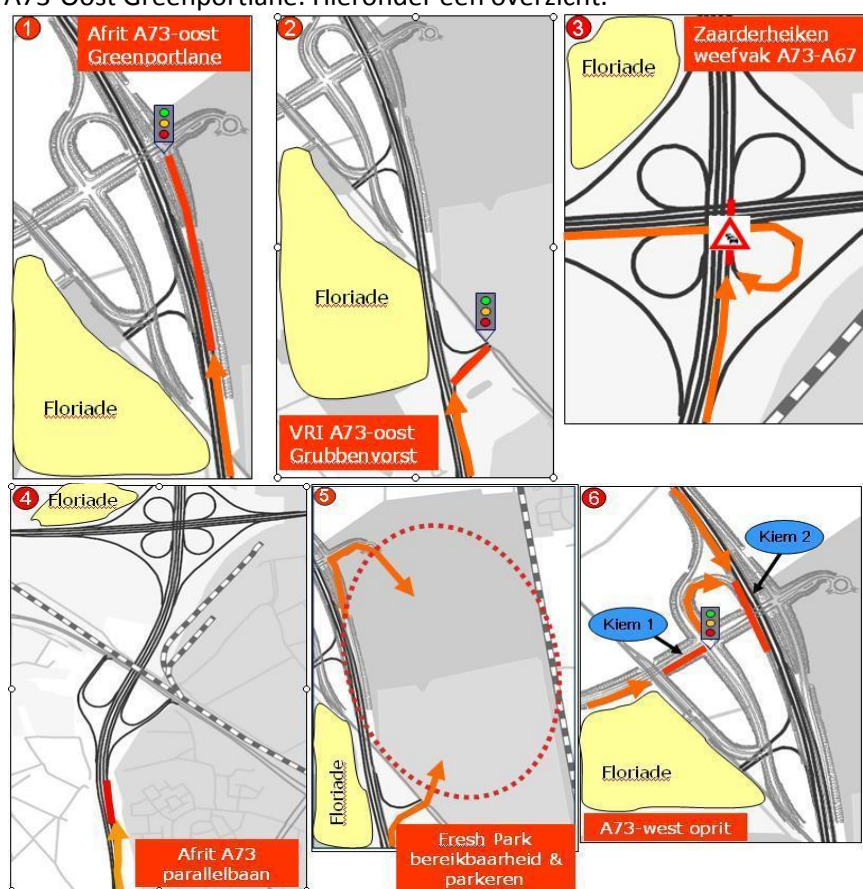 A73-Oost Greenportlane. Hieronder een overzicht.
1
Afrit A73-oost
Greenportlane
Floriade
2
Floriade
VRI A73-oost
Grubbenvorst
3
Zaarderheiken
weefvak A73-A67
Floriade
4
Floriade
Afrit A73
parallelbaan
5
Floriade
Fresh Park
bereikbaarheid &
parkeren
6
Kiem 2
Kiem 1
Floriade
A73-west oprit